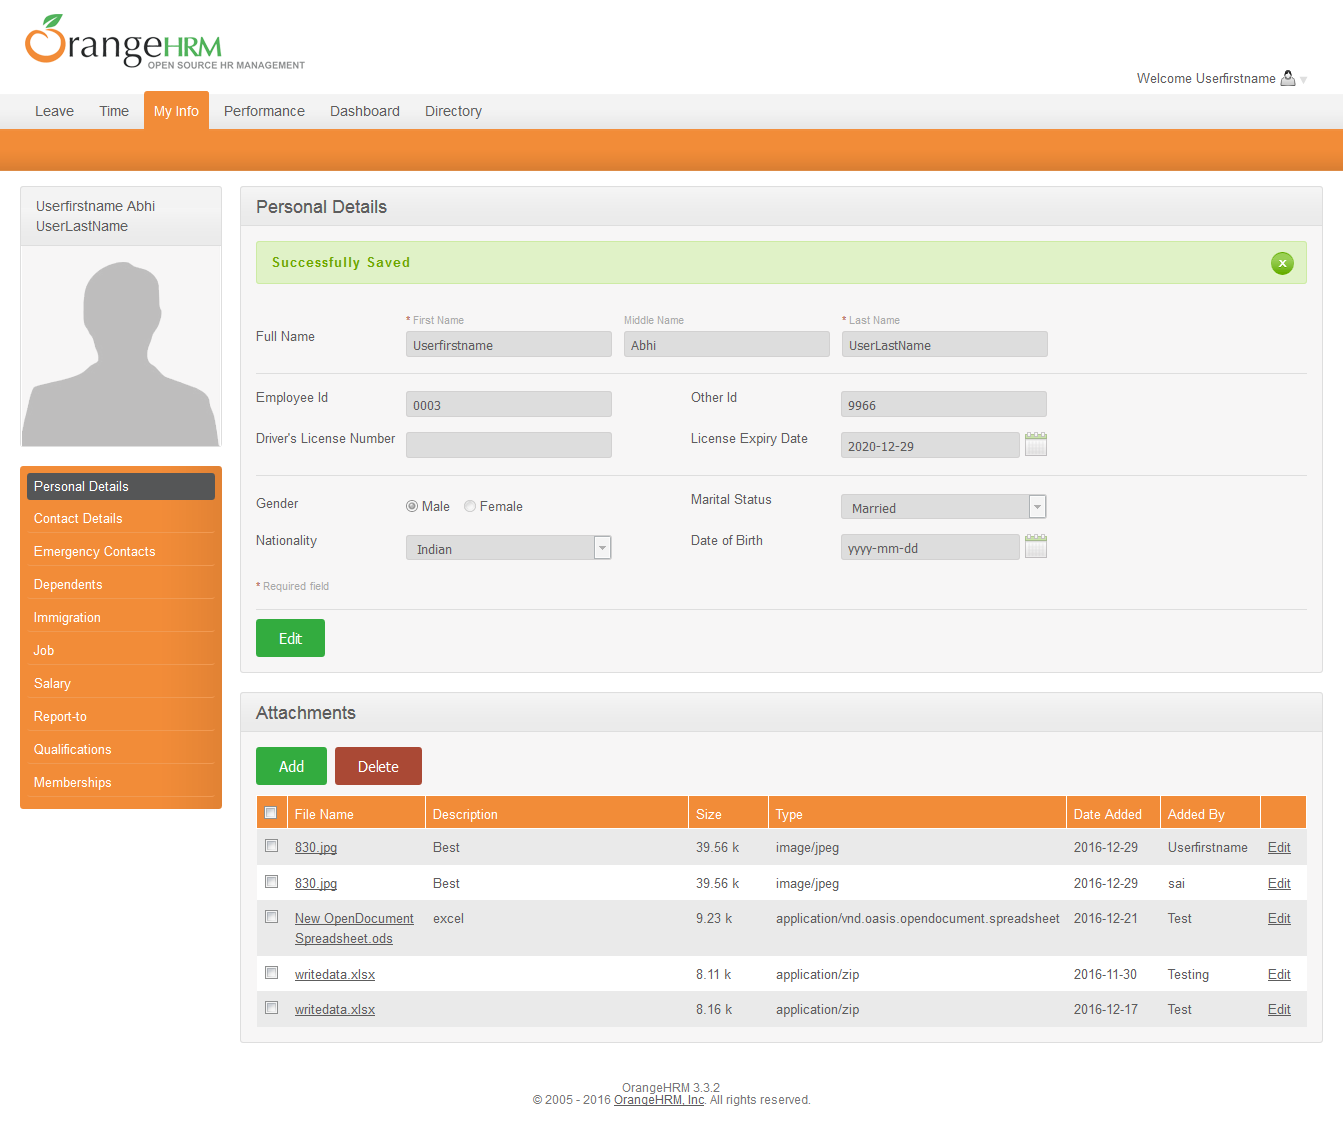 OrangeHRM
OPEN SOURCE HR MANAGEMENT
Welcome Userfirstname
Leave Time My Info Performance Dashboard Directory
Userfirstname Abhi
UserLastName
Personal Details
Contact Details
Emergency Contacts
Dependents
Immigration
Job
Salary
Report-to
Qualifications
Memberships
Personal Details
Successfully Saved x
* First Name Middle Name * Last Name
Full Name Userfirstname Abhi UserLastName
Employee Id 0003 Other Id 9966
Driver's License Number License Expiry Date 2020-12-29
Gender Male Female Marital Status Married
Nationality Indian Date of Birth yyyy-mm-dd
* Required field
Edit
Attachments
Add Delete
File Name Description Size Type Date Added Added By
830.jpg Best 39.56 k image/jpeg 2016-12-29 Userfirstname Edit
830.jpg Best 39.56 k image/jpeg 2016-12-29 sai Edit
New OpenDocument excel 9.23 k application/vnd.oasis.opendocument.spreadsheet 2016-12-21 Test Edit
Spreadsheet.ods
writedata.xlsx 8.11 k application/zip 2016-11-30 Testing Edit
writedata.xlsx 8.16 k application/zip 2016-12-17 Test Edit
OrangeHRM 3.3.2
© 2005 - 2016 OrangeHRM, Inc. All rights reserved.